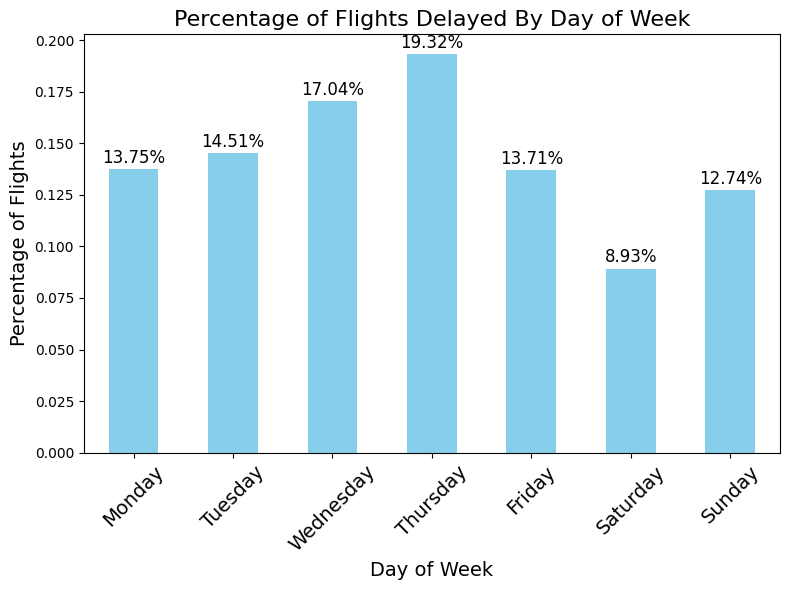 Percentage of Flights Delayed By Day of Week
Percentage of Flights
0.200
0.175
0.150
0.125
0.100
0.075
0.050
0.025
0.000
13.75%
14.51%
17.04%
19.32%
13.71%
8.93%
12.74%
Monday
Tuesday
Wednesday
Thursday
Friday
Saturday
Sunday
Day of Week